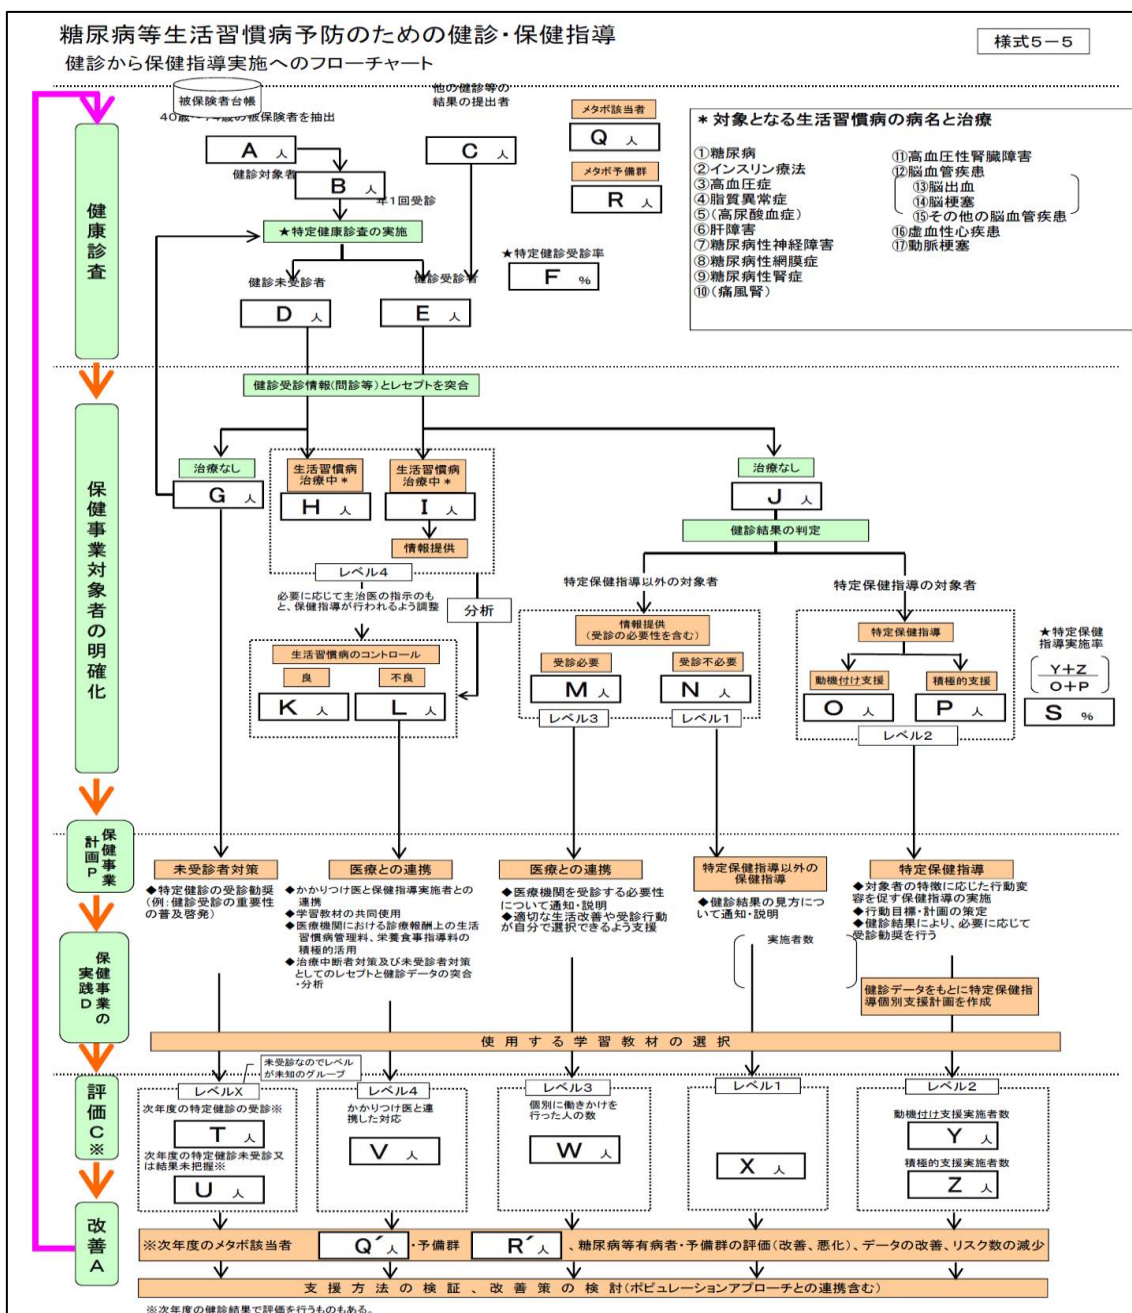 糖尿病等生活習慣病予防のための健診・保健指導
様式5-5
健診から保健指導実施へのフローチャート
被保険者台帳
40歳～74歳の被保険者を抽出
他の健診等の
結果の提出者
A 人
C 人
健診対象者
B 人
年1回受診
★特定健康診査の実施
健診未受診者
健診受診者
D 人
E 人
メタボ該当者
Q 人
メタボ予備群
R 人
★特定健診受診率
F %
* 対象となる生活習慣病の病名と治療
①糖尿病
②インスリン療法
③高血圧症
④脂質異常症
⑤(高尿酸血症)
⑥肝障害
⑦糖尿病性神経障害
⑧糖尿病性網膜症
⑨糖尿病性腎症
⑩(痛風腎)
⑪高血圧性腎臓障害
⑫脳血管疾患
⑬脳出血
⑭脳梗塞
⑮その他の脳血管疾患
⑯虚血性心疾患
⑰動脈梗塞
健康診査
健診受診情報(問診等)とレセプトを突合
保健事業対象者の明確化
治療なし
G 人
生活習慣病
治療中*
H 人
生活習慣病
治療中*
I 人
情報提供
レベル4
治療なし
J 人
健診結果の判定
必要に応じて主治医の指示のも
と、保健指導が行われるよう調整
分析
生活習慣病のコントロール
良
不良
K 人
L 人
特定保健指導以外の対象者
情報提供
(受診の必要性を含む)
受診必要
受診不必要
M 人
N 人
レベル3
レベル1
特定保健指導の対象者
特定保健指導
動機付け支援
積極的支援
O 人
P 人
レベル2
★特定保健
指導実施率
Y+Z
O+P
S %
保健事業
計画P
未受診者対策
◆特定健診の受診勧奨
(例:健診受診の重要性
の普及啓発)
医療との連携
◆かかりつけ医と保健指導実施者との
連携
◆学習教材の共同使用
◆医療機関における診療報酬上の生活
習慣病管理料、栄養食事指導料の
積極的活用
◆治療中断者対策及び未受診者対策
としてのレセプトと健診データの突合
・分析
医療との連携
◆医療機関を受診する必要性
について通知・説明
◆適切な生活改善や受診行動
が自分で選択できるよう支援
特定保健指導以外の
保健指導
◆健診結果の見方につ
いて通知・説明
実施者数
特定保健指導
◆対象者の特徴に応じた行動変
容を促す保健指導の実施
◆行動目標・計画の策定
◆健診結果により、必要に応じて
受診勧奨を行う
健診データをもとに特定保健指
導個別支援計画を作成
保健事業の
実践D
使用する学習教材の選択
評価C※
未受診なのでレベル
が未知のグループ
レベルX
次年度の特定健診の受診※
T 人
次年度の特定健診未受診又
は結果未把握※
U 人
レベル4
かかりつけ医と連
携した対応
V 人
レベル3
個別に働きかけを
行った人の数
W 人
レベル1
X 人
レベル2
動機付け支援実施者数
Y 人
積極的支援実施者数
Z 人
改善A
※次年度のメタボ該当者 Q´人 ・予備群 R´人 、糖尿病等有病者・予備群の評価(改善、悪化)、データの改善、リスク数の減少
支援方法の検証、改善策の検討(ポピュレーションアプローチとの連携含む)
※次年度の健診結果で評価を行うものもある。